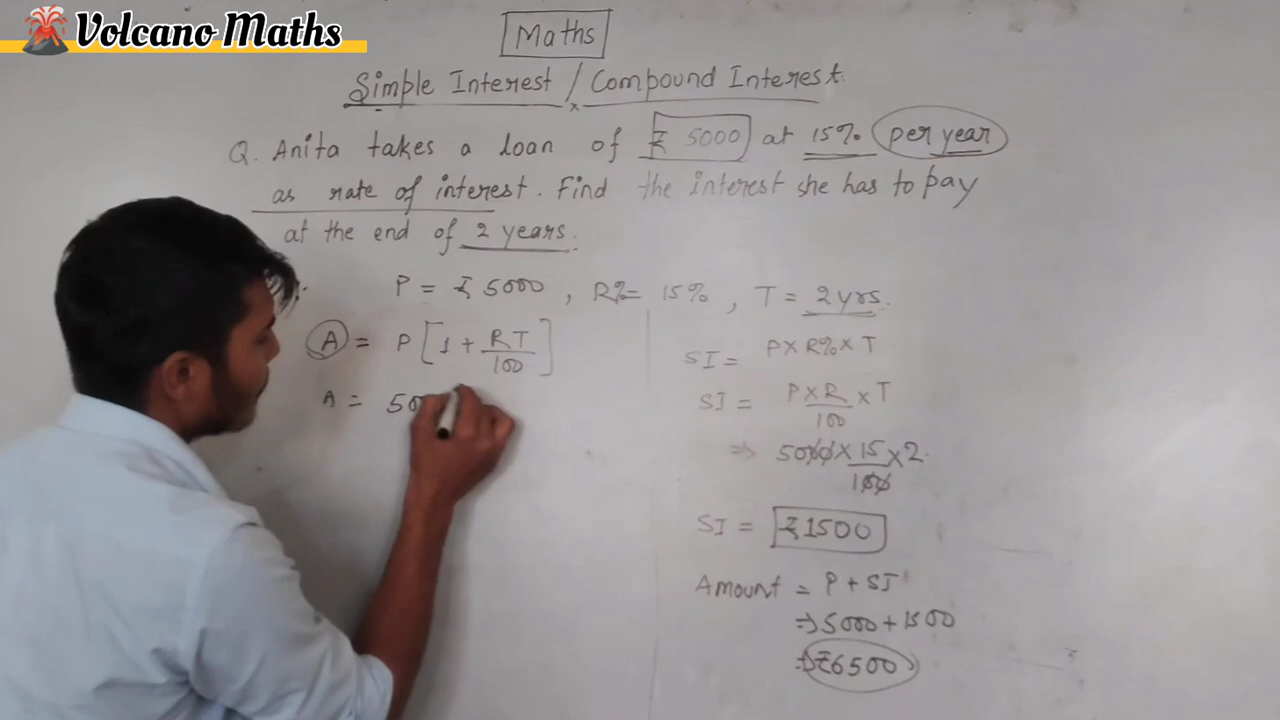 Volcano Maths
Maths
Simple Interest / Compound Interest.
Q. Anita takes a loan of ₹ 5000 at 15% per year
as rate of interest. Find the interest she has to pay
at the end of 2 years.
P = ₹ 5000 , R% = 15% , T = 2 yrs.
A = P [ 1 + RT/100 ]
A = 50
SI = P × R% × T
SI = P × R/100 × T
⇒ 5000 × 15/100 × 2
SI = ₹1500
Amount = P + SI
⇒ 5000 + 1500
⇒ ₹6500